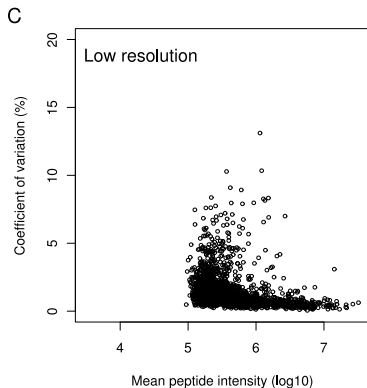 C
Low resolution
Coefficient of variation (%)
20
15
10
5
0
4 5 6 7
Mean peptide intensity (log10)